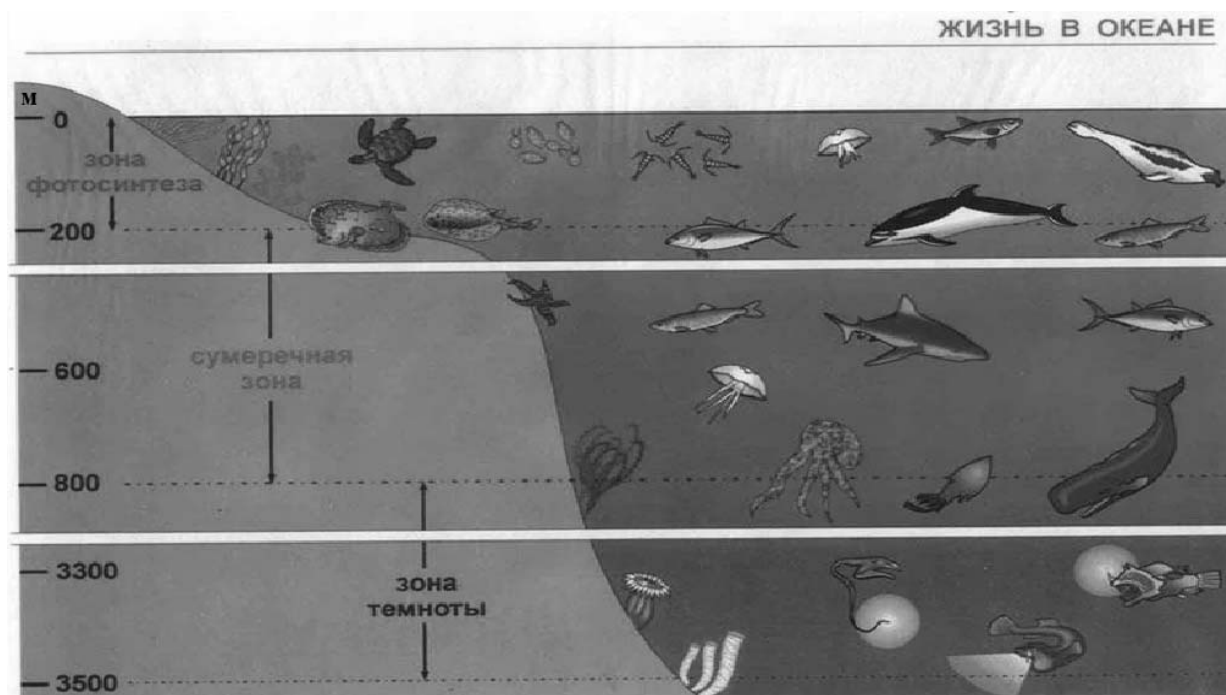 ЖИЗНЬ В ОКЕАНЕ
М
0
зона
фотосинтеза
200
сумеречная
зона
600
800
3300
зона
темноты
3500